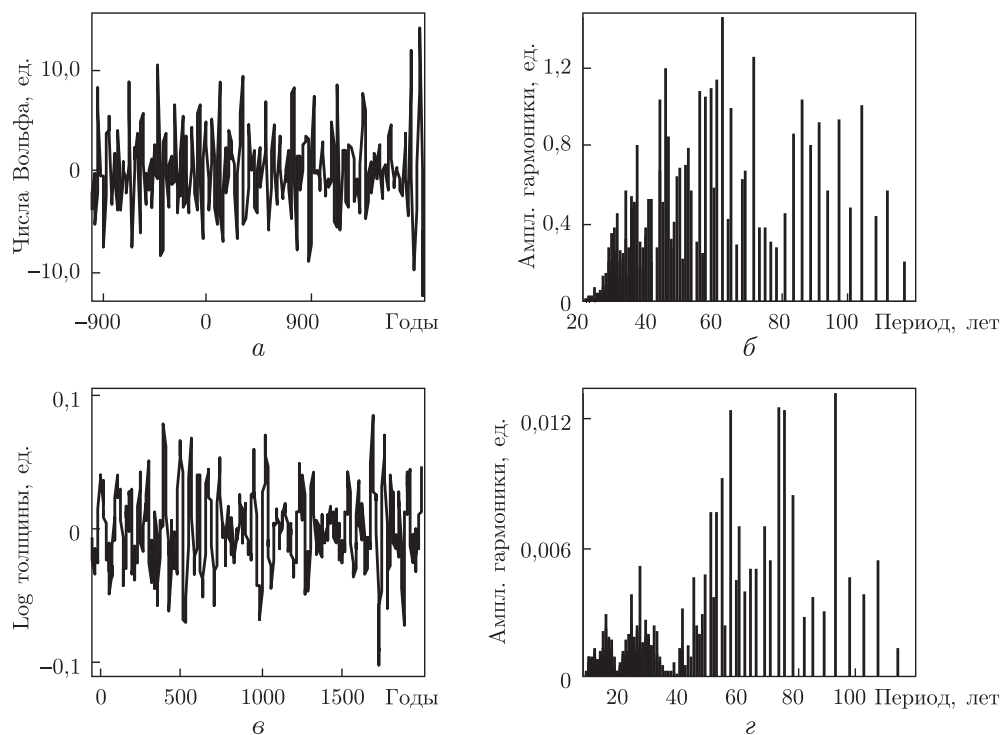 Числа Вольфа, ед.
10,0
0
−10,0
−900 0 900 Годы
а
Ампл. гармоники, ед.
1,2
0,8
0,4
0
20 40 60 80 100 Период, лет
б
Log толщины, ед.
0,1
0
−0,1
0 500 1000 1500 Годы
в
Ампл. гармоники, ед.
0,012
0,006
0
20 40 60 80 100 Период, лет
г